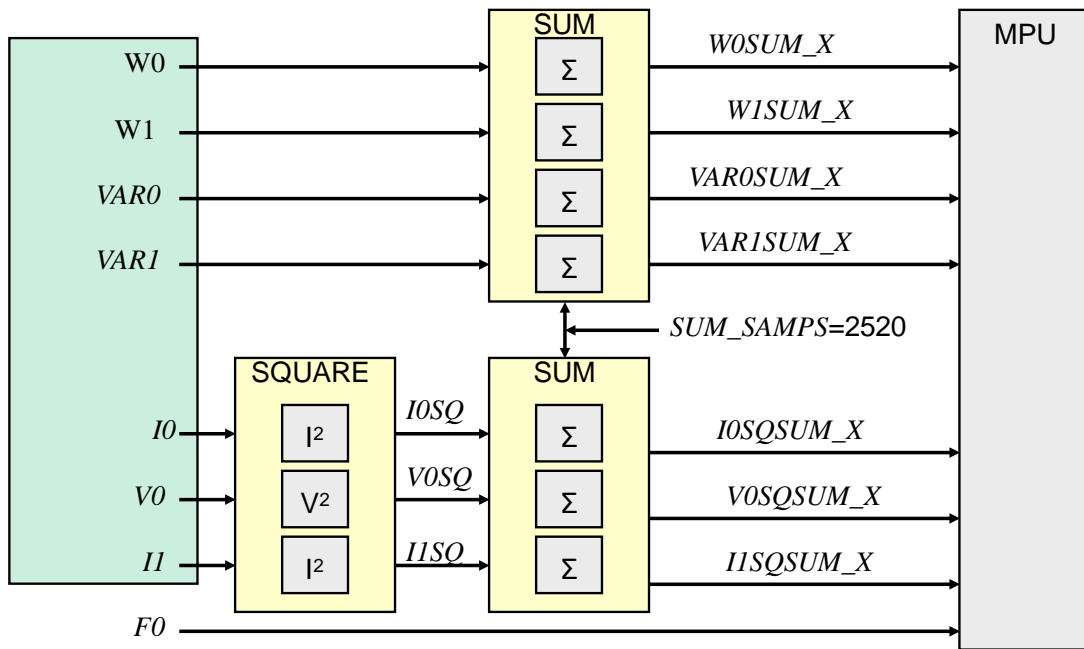 SUM
MPU
W0
Σ
W0SUM_X
W1
Σ
W1SUM_X
VAR0
Σ
VAR0SUM_X
VAR1
Σ
VAR1SUM_X
SUM_SAMPS=2520
SQUARE
SUM
I0
I²
I0SQ
Σ
I0SQSUM_X
V0
V²
V0SQ
Σ
V0SQSUM_X
I1
I²
I1SQ
Σ
I1SQSUM_X
F0